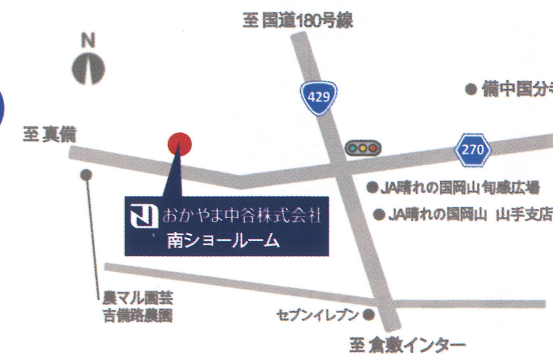 至 国道180号線
N
429
● 備中国分寺
至 真備
270
● JA晴れの国岡山旬感広場
● JA晴れの国岡山 山手支店
おかやま中谷株式会社
南ショールーム
農マル園芸
吉備路農園
セブンイレブン ●
至 倉敷インター